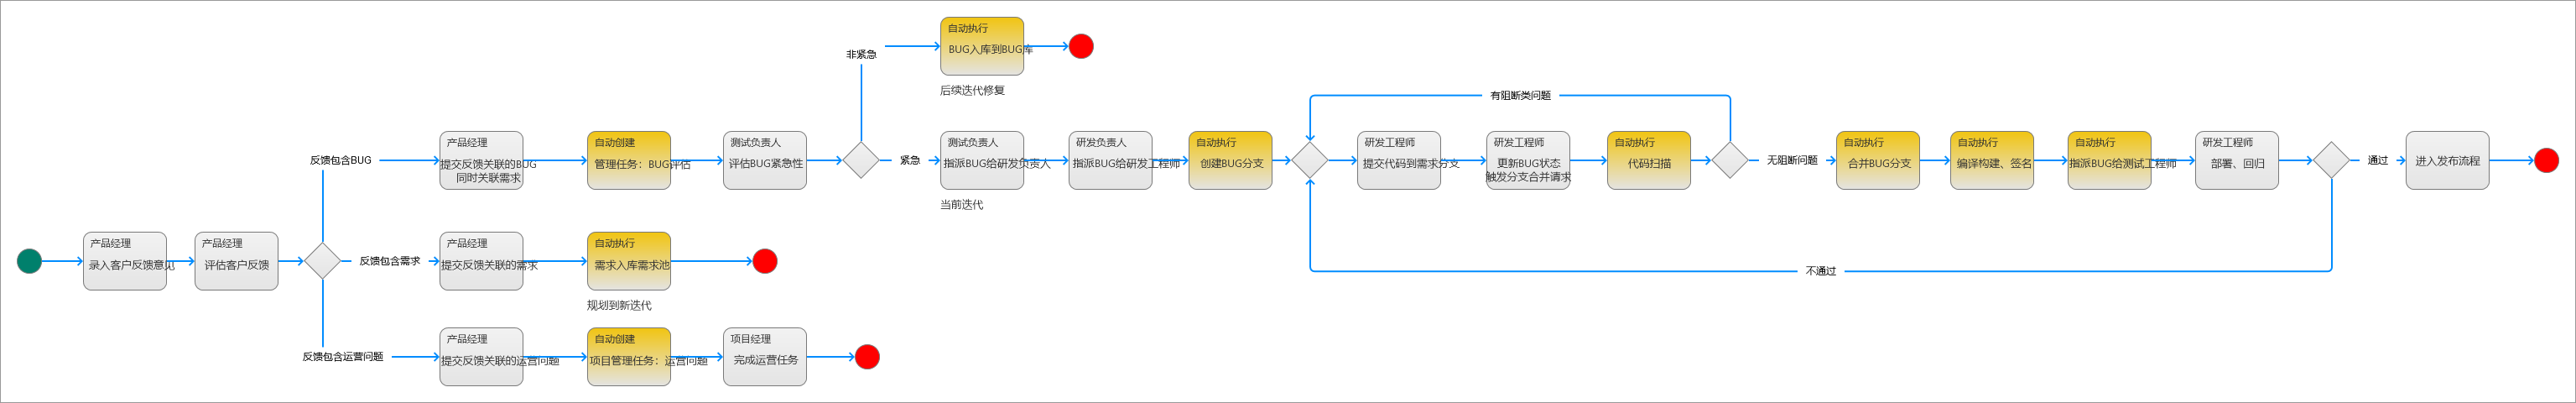 自动执行
BUG入库到BUG库
后续迭代修复
非紧急
有阻断类问题
反馈包含BUG
产品经理
提交反馈关联的BUG
同时关联需求
自动创建
管理任务：BUG评估
测试负责人
评估BUG紧急性
紧急
测试负责人
指派BUG给研发负责人
当前迭代
研发负责人
指派BUG给研发工程师
自动执行
创建BUG分支
研发工程师
提交代码到需求分支
研发工程师
更新BUG状态
触发分支合并请求
自动执行
代码扫描
无阻断问题
自动执行
合并BUG分支
自动执行
编译构建、签名
自动执行
指派BUG给测试工程师
研发工程师
部署、回归
通过
进入发布流程
不通过
产品经理
录入客户反馈意见
产品经理
评估客户反馈
反馈包含需求
产品经理
提交反馈关联的需求
自动执行
需求入库需求池
规划到新迭代
反馈包含运营问题
产品经理
提交反馈关联的运营问题
自动创建
项目管理任务：运营问题
项目经理
完成运营任务